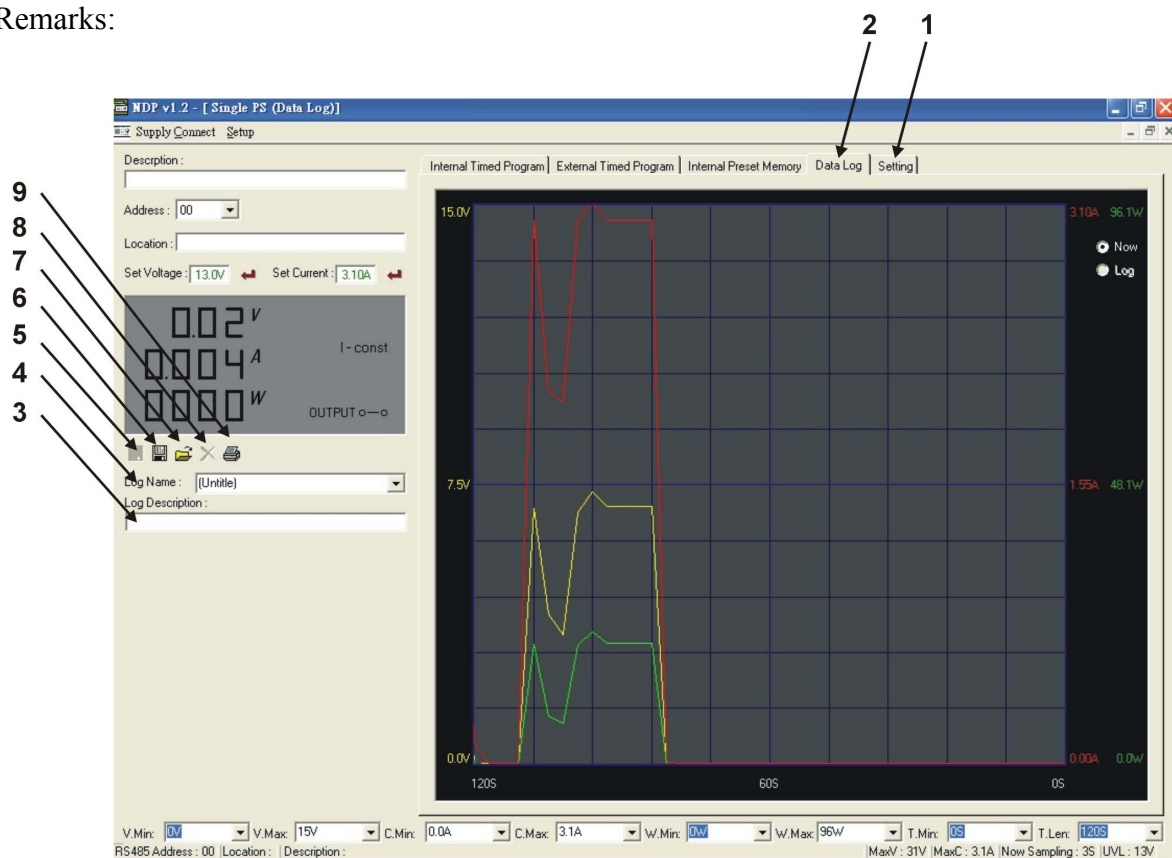 Remarks:
2 1
NDP v1.2 - [ Single PS (Data Log)]
Supply Connect Setup
Descrption :
Internal Timed Program External Timed Program Internal Preset Memory Data Log Setting
Address : 00
Location :
Set Voltage : 13.0V Set Current : 3.10A
15.0V 3.10A 96.1W
Now
Log
9
8
7
6
5
4
3
0.02 V
0.004 A
I - const
0000 W
OUTPUT
Log Name : (Untitle)
Log Description :
7.5V 1.55A 48.1W
0.0V 0.00A 0.0W
120S 60S 0S
V.Min: 0V V.Max: 15V C.Min: 0.0A C.Max: 3.1A W.Min: 0W W.Max: 96W T.Min: 0S T.Len: 120S
RS485 Address : 00 Location : Description : MaxV : 31V MaxC : 3.1A Now Sampling : 3S UVL : 13V